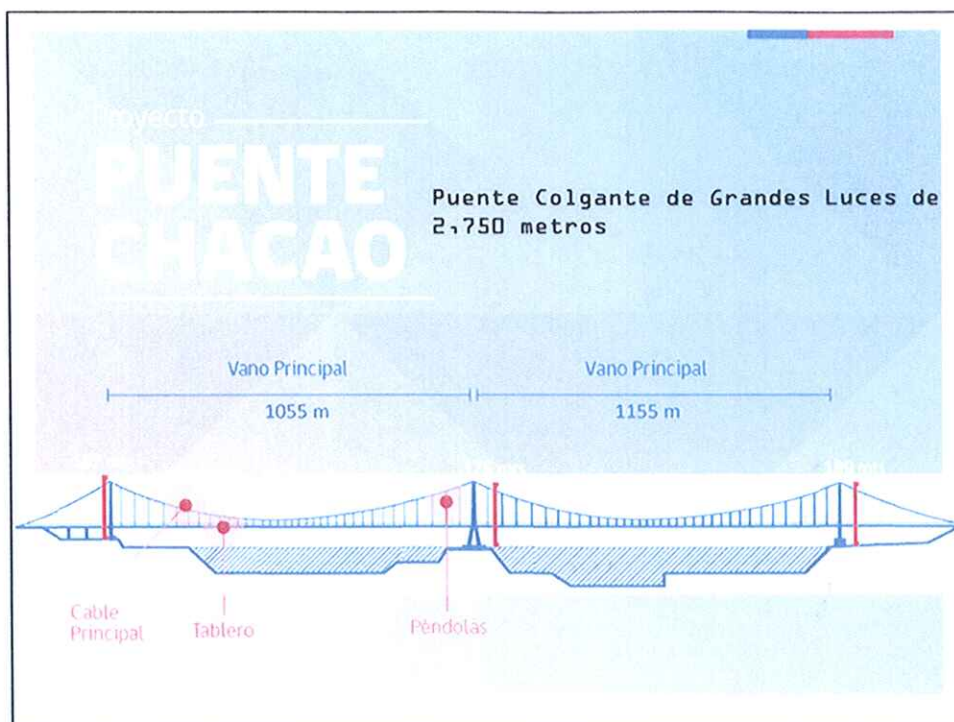 Proyecto
PUENTE
CHACAO
Puente Colgante de Grandes Luces de
2,750 metros
Vano Principal
Vano Principal
1055 m
1155 m
Cable
Principal
Tablero
Péndolas